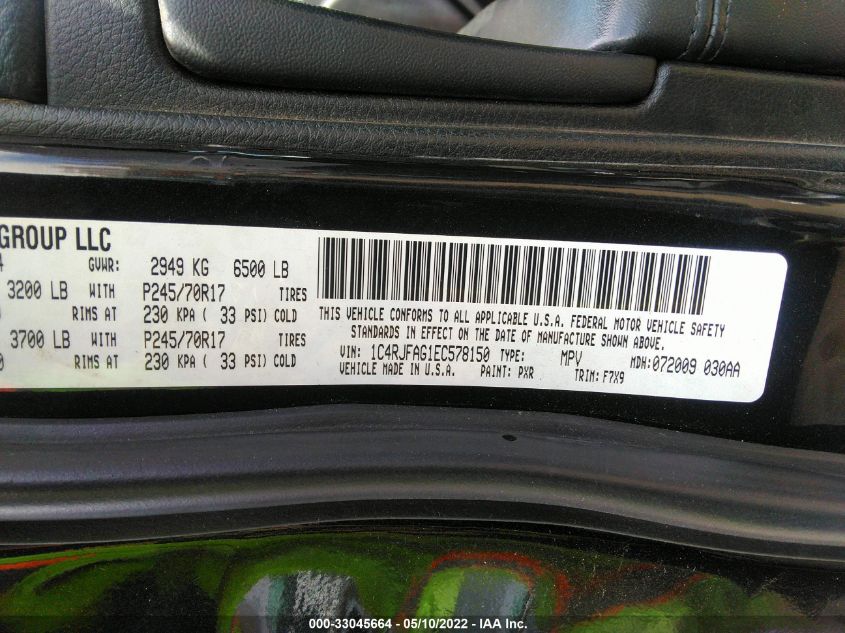 GROUP LLC
4 GVWR: 2949 KG 6500 LB
3200 LB WITH P245/70R17 TIRES
RIMS AT 230 KPA ( 33 PSI) COLD
3700 LB WITH P245/70R17 TIRES
0 RIMS AT 230 KPA ( 33 PSI) COLD
THIS VEHICLE CONFORMS TO ALL APPLICABLE U.S.A. FEDERAL MOTOR VEHICLE SAFETY
STANDARDS IN EFFECT ON THE DATE OF MANUFACTURE SHOWN ABOVE.
VIN: 1C4RJFAG1EC578150 TYPE: MPV MDH:072009 030AA
VEHICLE MADE IN U.S.A. PAINT: PXR TRIM: F7X9
000-33045664 - 05/10/2022 - IAA Inc.